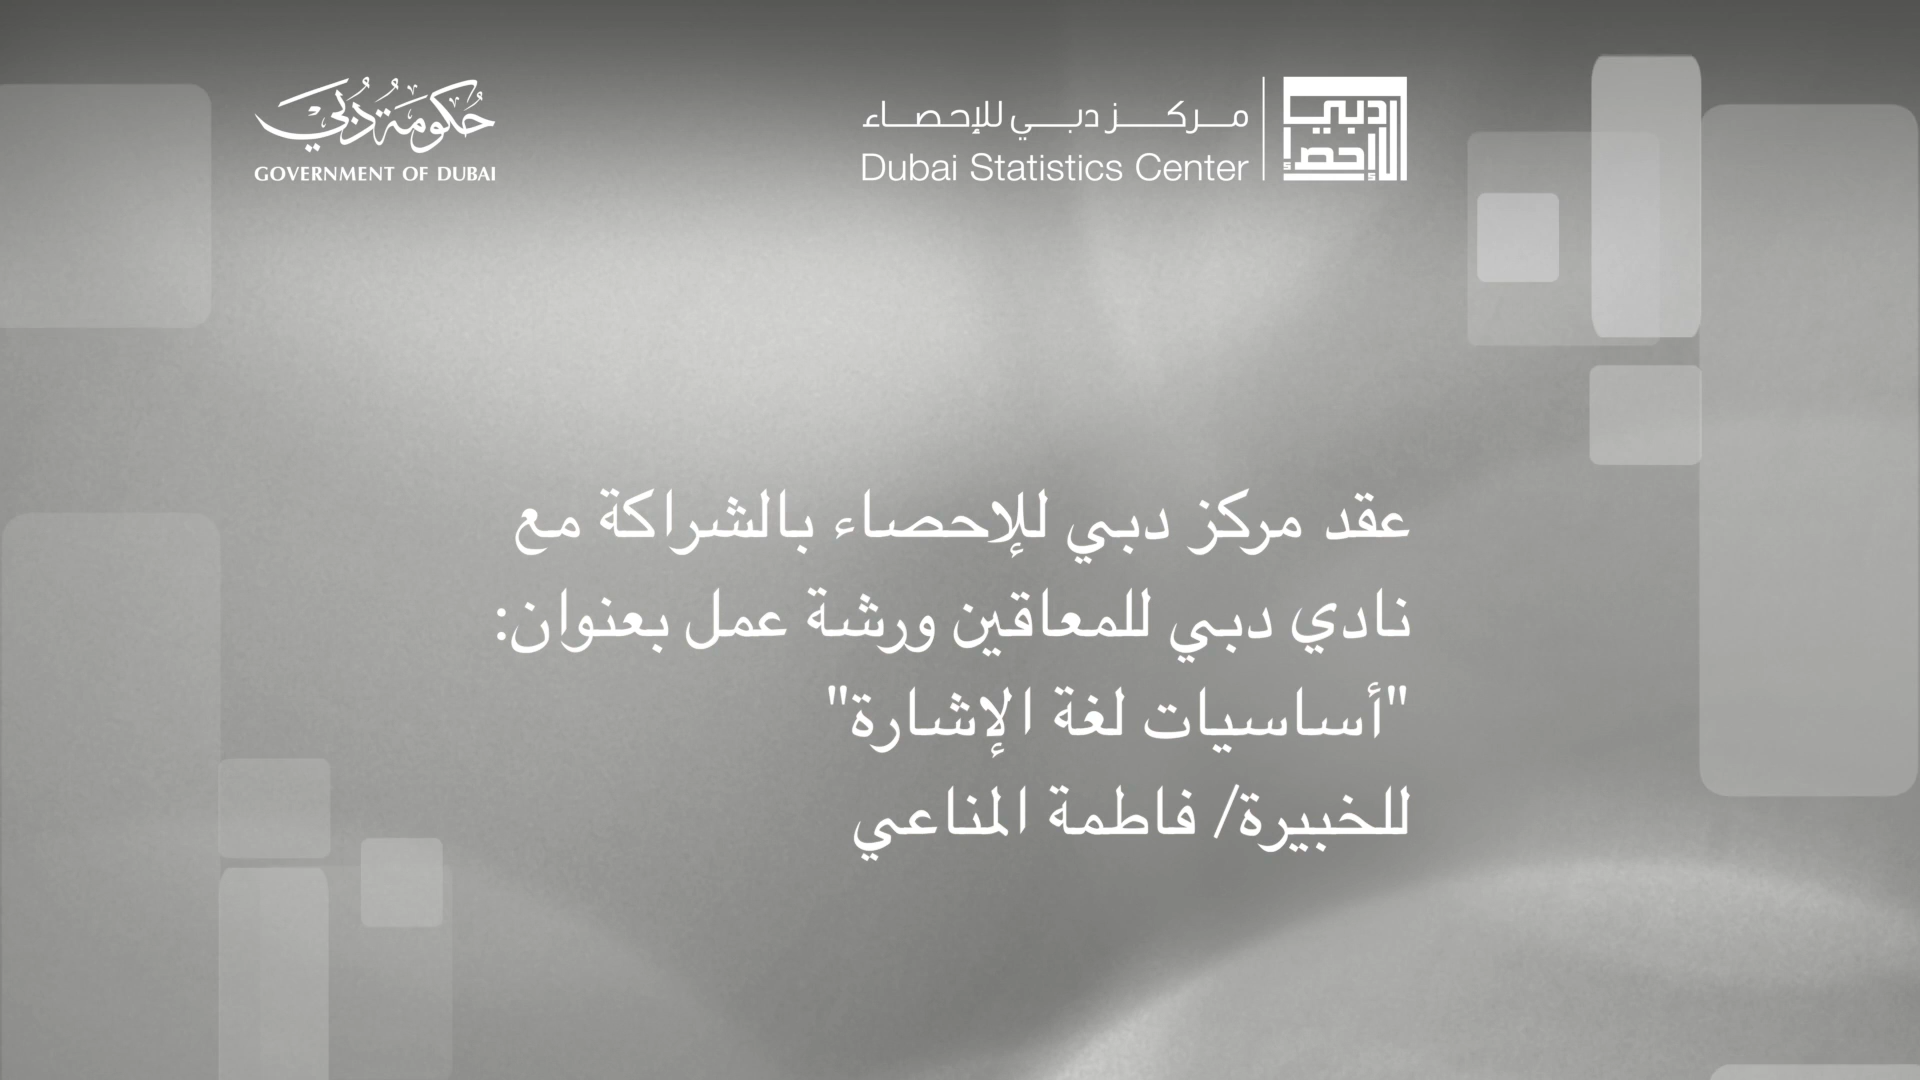 حكومة دبي
GOVERNMENT OF DUBAI
مركز دبي للإحصاء
Dubai Statistics Center
دبي
الإحصاء
عقد مركز دبي للإحصاء بالشراكة مع
نادي دبي للمعاقين ورشة عمل بعنوان:
"أساسيات لغة الإشارة"
للخبيرة/ فاطمة المناعي